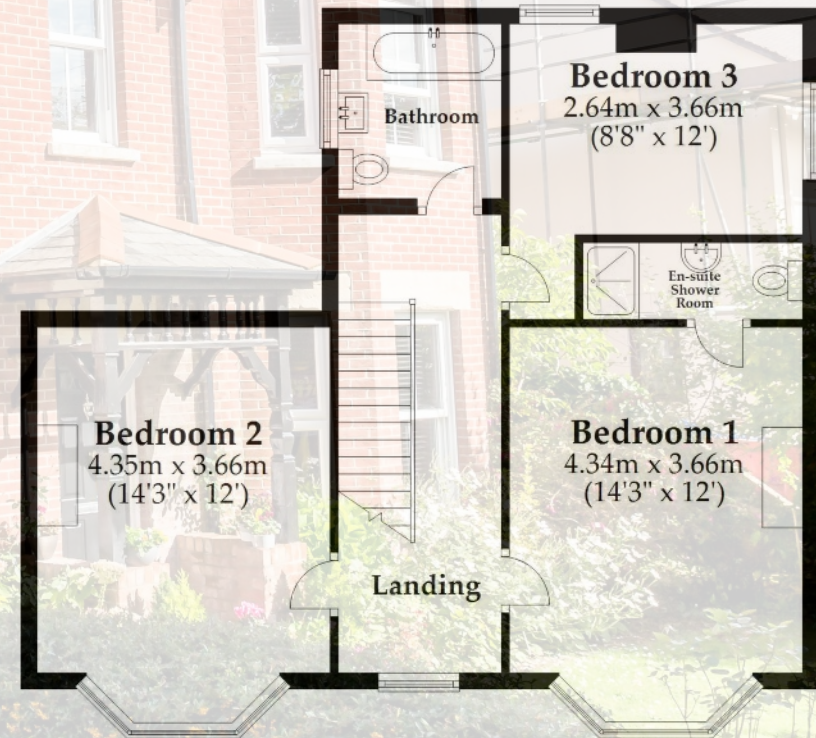 Bedroom 3
2.64m x 3.66m
(8'8" x 12')
Bathroom
En-suite
Shower
Room
Bedroom 2
4.35m x 3.66m
(14'3" x 12')
Bedroom 1
4.34m x 3.66m
(14'3" x 12')
Landing